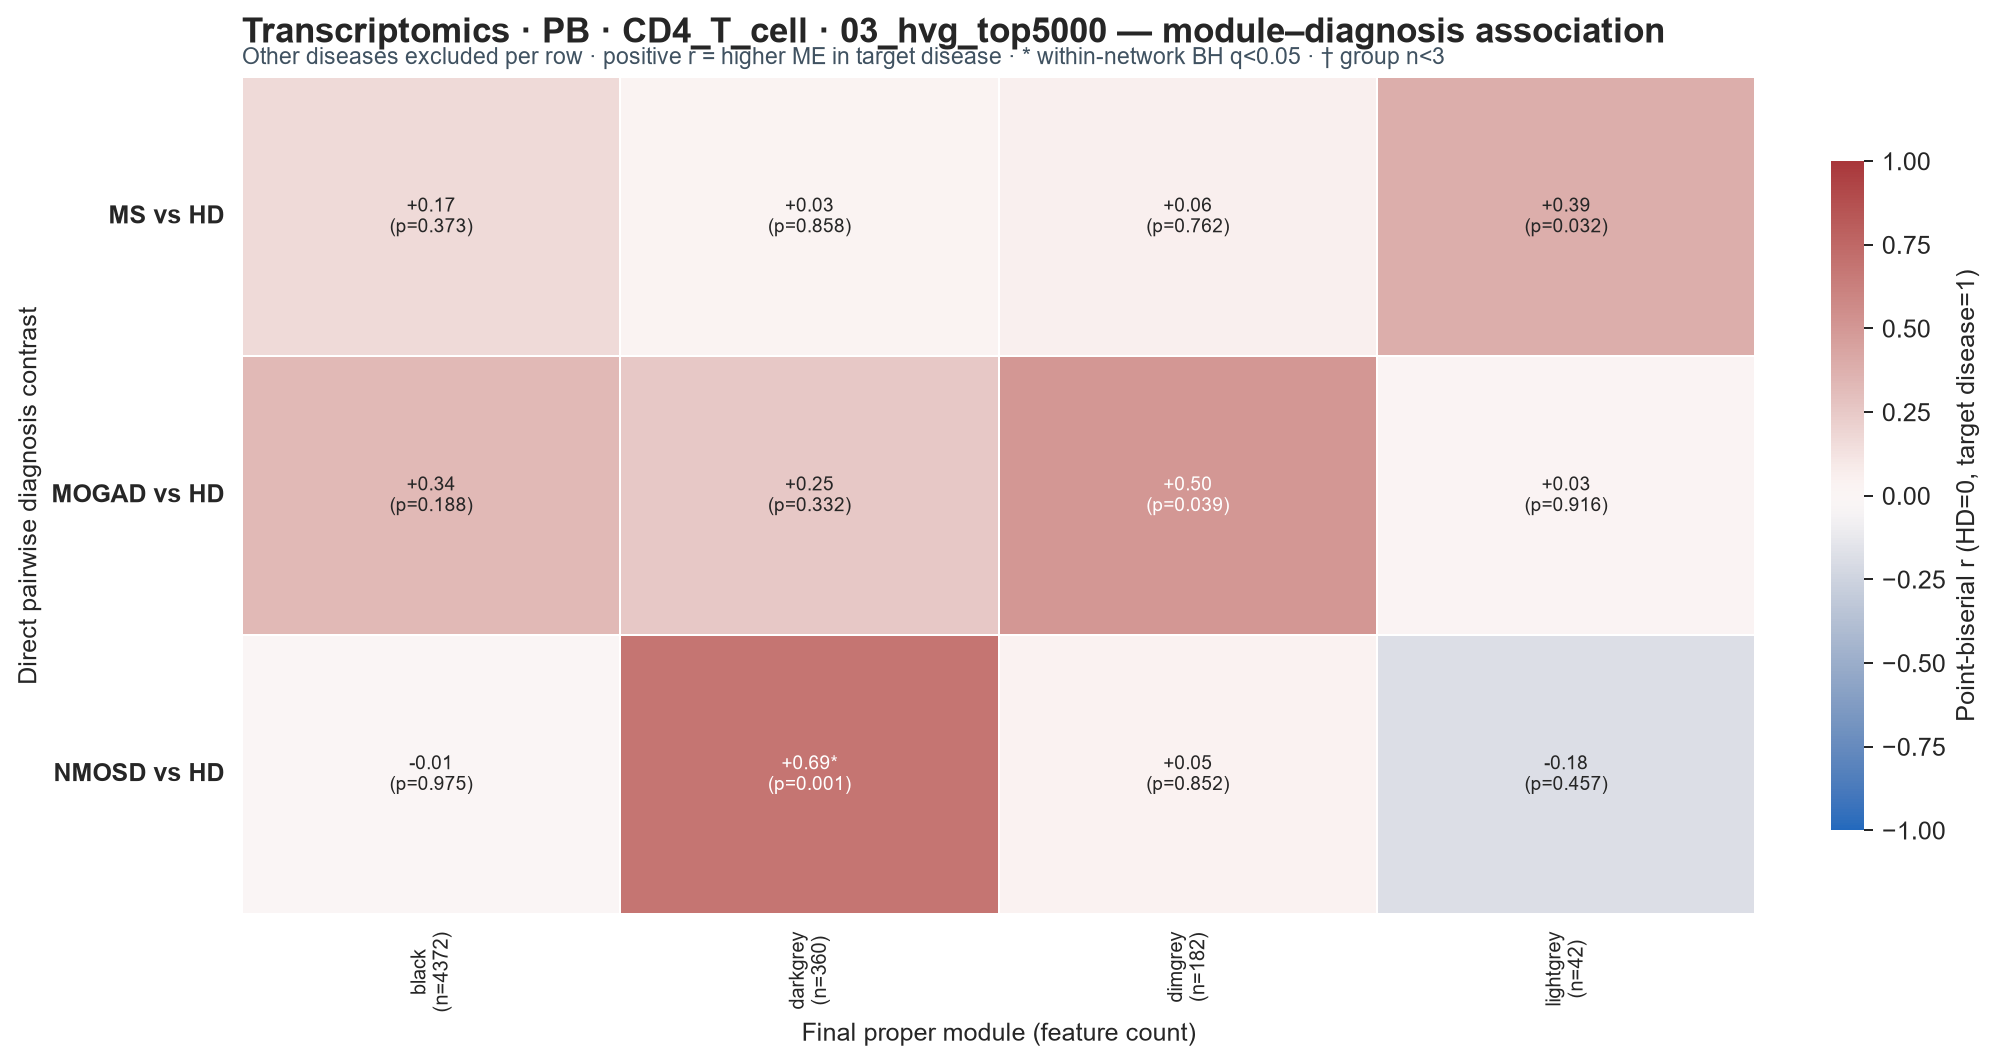 Transcriptomics · PB · CD4_T_cell · 03_hvg_top5000 — module–diagnosis association
Other diseases excluded per row · positive r = higher ME in target disease · * within-network BH q<0.05 · † group n<3
Direct pairwise diagnosis contrast
MS vs HD
+0.17
(p=0.373)
+0.03
(p=0.858)
+0.06
(p=0.762)
+0.39
(p=0.032)
MOGAD vs HD
+0.34
(p=0.188)
+0.25
(p=0.332)
+0.50
(p=0.039)
+0.03
(p=0.916)
NMOSD vs HD
-0.01
(p=0.975)
+0.69*
(p=0.001)
+0.05
(p=0.852)
-0.18
(p=0.457)
black
(n=4372)
darkgrey
(n=360)
dimgrey
(n=182)
lightgrey
(n=42)
Final proper module (feature count)
1.00
0.75
0.50
0.25
0.00
−0.25
−0.50
−0.75
−1.00
Point-biserial r (HD=0, target disease=1)